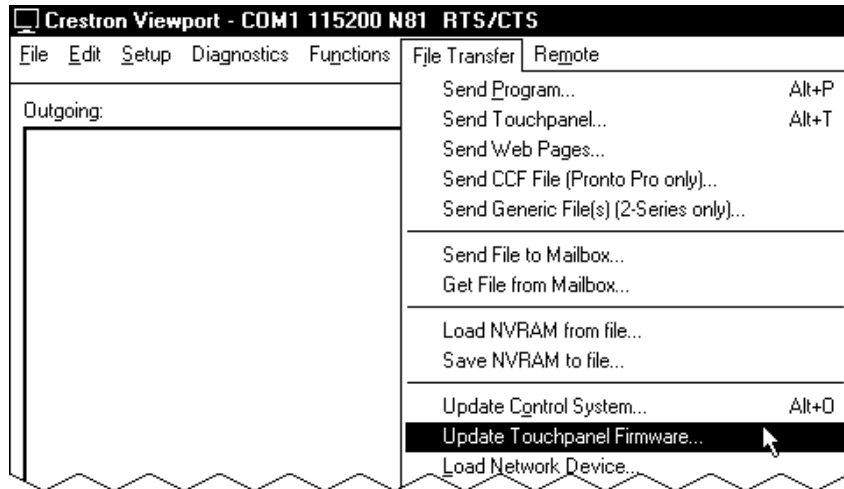 Crestron Viewport - COM1 115200 N81 RTS/CTS
File Edit Setup Diagnostics Functions File Transfer Remote
Outgoing:
Send Program... Alt+P
Send Touchpanel... Alt+T
Send Web Pages...
Send CCF File (Pronto Pro only)...
Send Generic File(s) (2-Series only)...
Send File to Mailbox...
Get File from Mailbox...
Load NVRAM from file...
Save NVRAM to file...
Update Control System... Alt+O
Update Touchpanel Firmware...
Load Network Device...